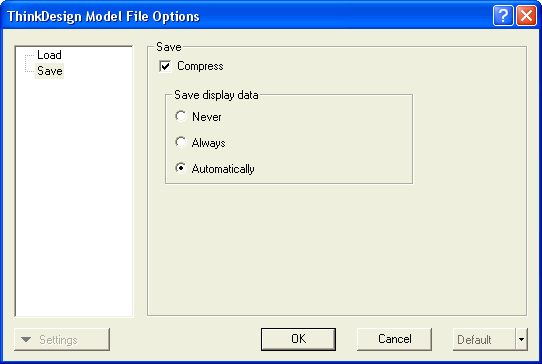 ThinkDesign Model File Options
Load
Save
Save
Compress
Save display data
Never
Always
Automatically
Settings
OK
Cancel
Default